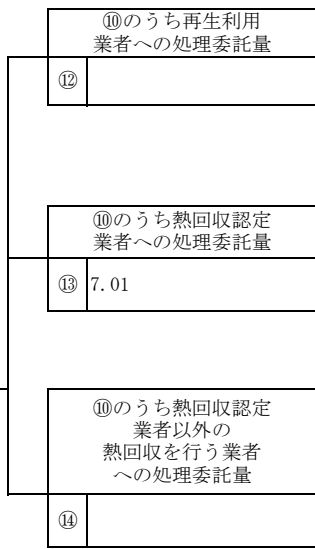 ⑩のうち再生利用
業者への処理委託量
⑫
⑩のうち熱回収認定
業者への処理委託量
⑬ 7.01
⑩のうち熱回収認定
業者以外の
熱回収を行う業者
への処理委託量
⑭